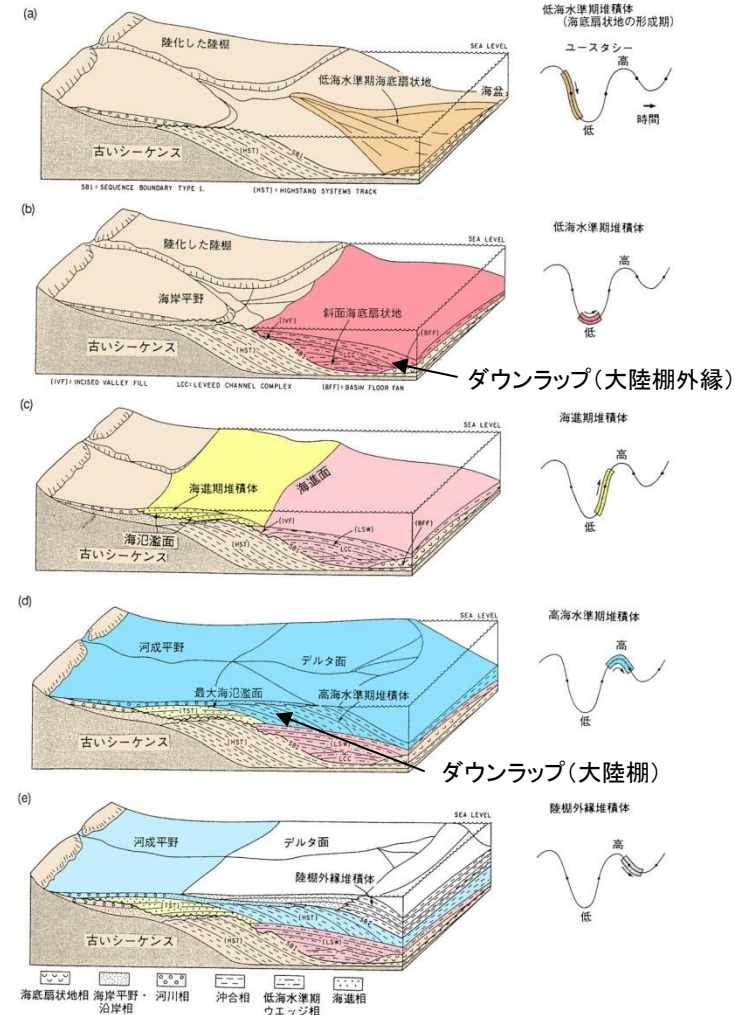 (a)
低海水準期堆積体
(海底扇状地の形成期)
陸化した陸棚
SEA LEVEL
ユースタシー
低海水準期海底扇状地
海盆
高
時間
低
(HST)
SB1
古いシーケンス
SB1: SEQUENCE BOUNDARY TYPE 1.
(HST): HIGHSTAND SYSTEMS TRACK
(b)
低海水準期堆積体
陸化した陸棚
SEA LEVEL
高
海岸平野
斜面海底扇状地
(IVF)
(BFF)
低
(HST)
SB1
LCC
古いシーケンス
ダウンラップ(大陸棚外縁)
(IVF): INCISED VALLEY FILL
LCC: LEVEED CHANNEL COMPLEX
(BFF): BASIN FLOOR FAN
(c)
海進期堆積体
SEA LEVEL
高
海進期堆積体
海進面
(IVF)
(LSW)
(BFF)
低
海氾濫面
(HST)
SB1
LCC
古いシーケンス
(d)
SEA LEVEL
高海水準期堆積体
河成平野
デルタ面
高
最大海氾濫面
高海水準期堆積体
低
(TST)
古いシーケンス
(HST)
SB1
(LSW)
LCC
ダウンラップ(大陸棚)
(e)
SEA LEVEL
陸棚外縁堆積体
河成平野
デルタ面
高
陸棚外縁堆積体
(TST)
(HST)
SB2
低
古いシーケンス
(HST)
SB1
(LSW)
海底扇状地相
海岸平野・沿岸相
河川相
沖合相
低海水準期ウエッジ相
海進相